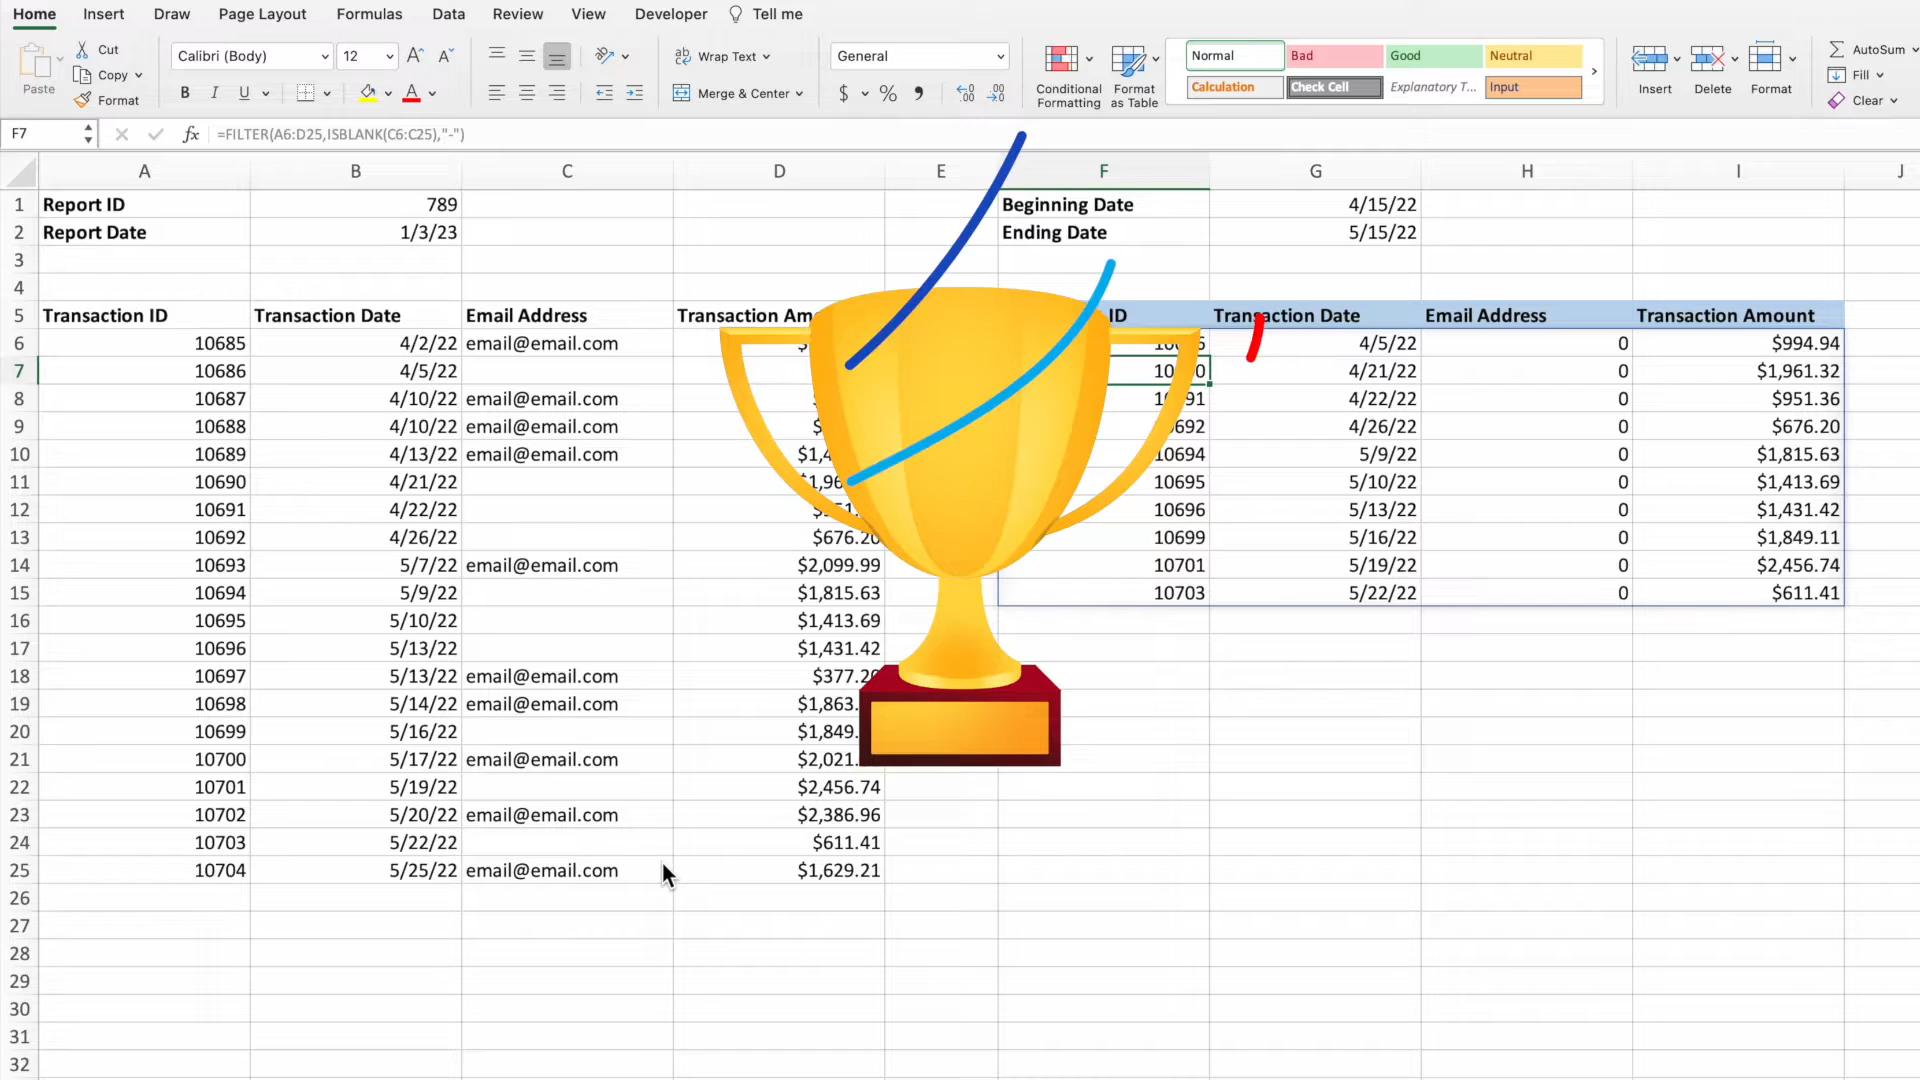 Home Insert Draw Page Layout Formulas Data Review View Developer Tell me
Paste
Cut
Copy
Format
Calibri (Body) 12
B I U
Wrap Text
Merge & Center
General
$ %
Conditional Formatting
Format as Table
Normal Bad Good Neutral
Calculation Check Cell Explanatory T... Input
Insert Delete Format
AutoSum
Fill
Clear
F7 fx =FILTER(A6:D25,ISBLANK(C6:C25),"-")
A B C D E F G H I J
1 Report ID 789 Beginning Date 4/15/22
2 Report Date 1/3/23 Ending Date 5/15/22
3
4
5 Transaction ID Transaction Date Email Address Transaction ID Transaction Date Email Address Transaction Amount
6 10685 4/2/22 email@email.com 4/5/22 0 $994.94
7 10686 4/5/22 4/21/22 0 $1,961.32
8 10687 4/10/22 email@email.com 4/22/22 0 $951.36
9 10688 4/10/22 email@email.com 4/26/22 0 $676.20
10 10689 4/13/22 email@email.com 10694 5/9/22 0 $1,815.63
11 10690 4/21/22 10695 5/10/22 0 $1,413.69
12 10691 4/22/22 10696 5/13/22 0 $1,431.42
13 10692 4/26/22 $676.20 10699 5/16/22 0 $1,849.11
14 10693 5/7/22 email@email.com $2,099.99 10701 5/19/22 0 $2,456.74
15 10694 5/9/22 $1,815.63 10703 5/22/22 0 $611.41
16 10695 5/10/22 $1,413.69
17 10696 5/13/22 $1,431.42
18 10697 5/13/22 email@email.com
19 10698 5/14/22 email@email.com
20 10699 5/16/22
21 10700 5/17/22 email@email.com
22 10701 5/19/22 $2,456.74
23 10702 5/20/22 email@email.com $2,386.96
24 10703 5/22/22 $611.41
25 10704 5/25/22 email@email.com $1,629.21
26
27
28
29
30
31
32